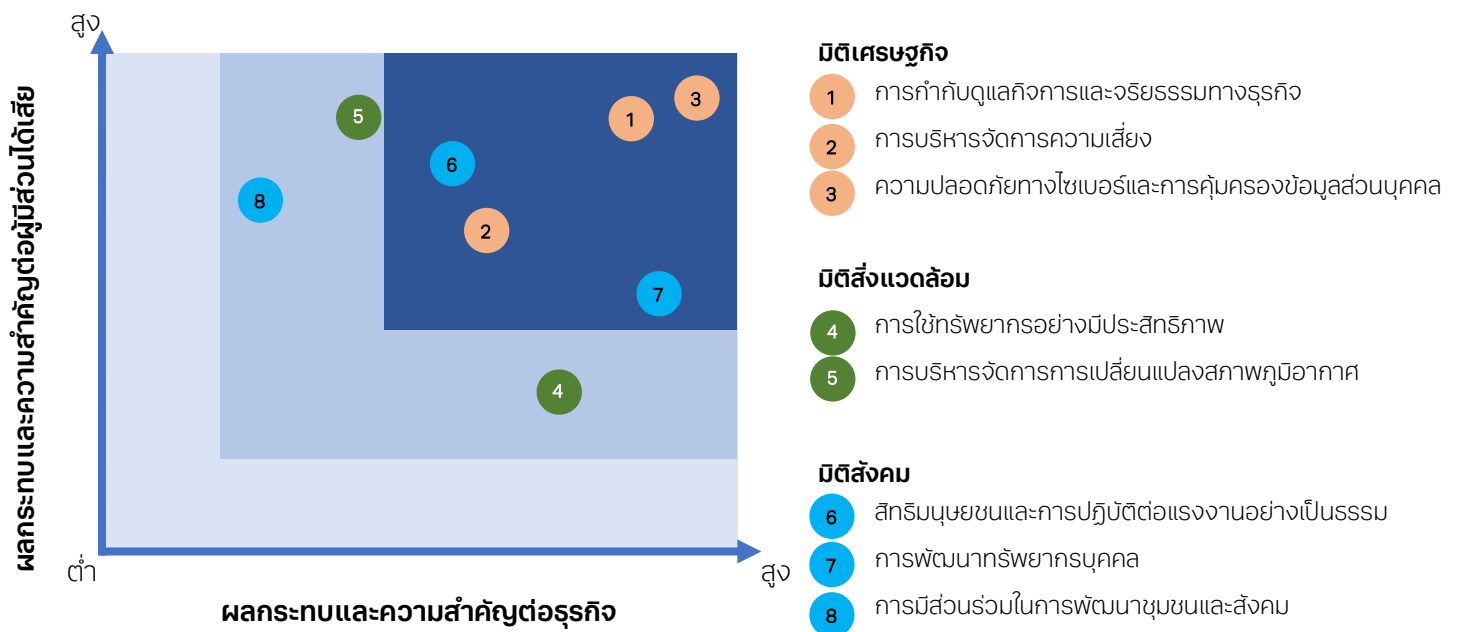 สูง
ผลกระทบและความสำคัญต่อผู้มีส่วนได้เสีย
5
3
1
6
8
2
7
4
ต่ำ
สูง
ผลกระทบและความสำคัญต่อธุรกิจ
มิติเศรษฐกิจ
1 การกำกับดูแลกิจการและจริยธรรมทางธุรกิจ
2 การบริหารจัดการความเสี่ยง
3 ความปลอดภัยทางไซเบอร์และการคุ้มครองข้อมูลส่วนบุคคล
มิติสิ่งแวดล้อม
4 การใช้ทรัพยากรอย่างมีประสิทธิภาพ
5 การบริหารจัดการการเปลี่ยนแปลงสภาพภูมิอากาศ
มิติสังคม
6 สิทธิมนุษยชนและการปฏิบัติต่อแรงงานอย่างเป็นธรรม
7 การพัฒนาทรัพยากรบุคคล
8 การมีส่วนร่วมในการพัฒนาชุมชนและสังคม